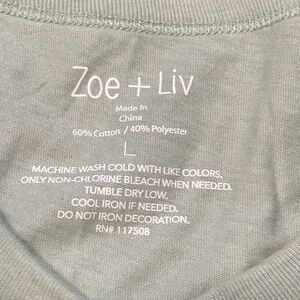 Zoe + Liv
Made in
China
60% Cotton / 40% Polyester
L
MACHINE WASH COLD WITH LIKE COLORS.
ONLY NON-CHLORINE BLEACH WHEN NEEDED.
TUMBLE DRY LOW.
COOL IRON IF NEEDED.
DO NOT IRON DECORATION.
RN# 117508